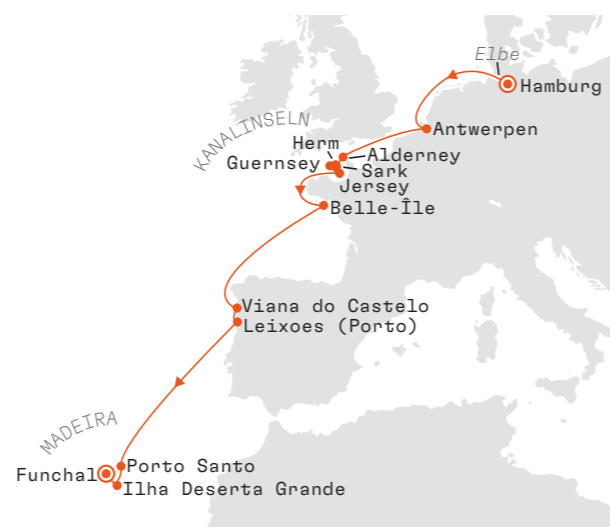 Elbe
Hamburg
Antwerpen
KANALINSELN
Herm
Alderney
Guernsey
Sark
Jersey
Belle-Île
Viana do Castelo
Leixoes (Porto)
MADEIRA
Porto Santo
Funchal
Ilha Deserta Grande